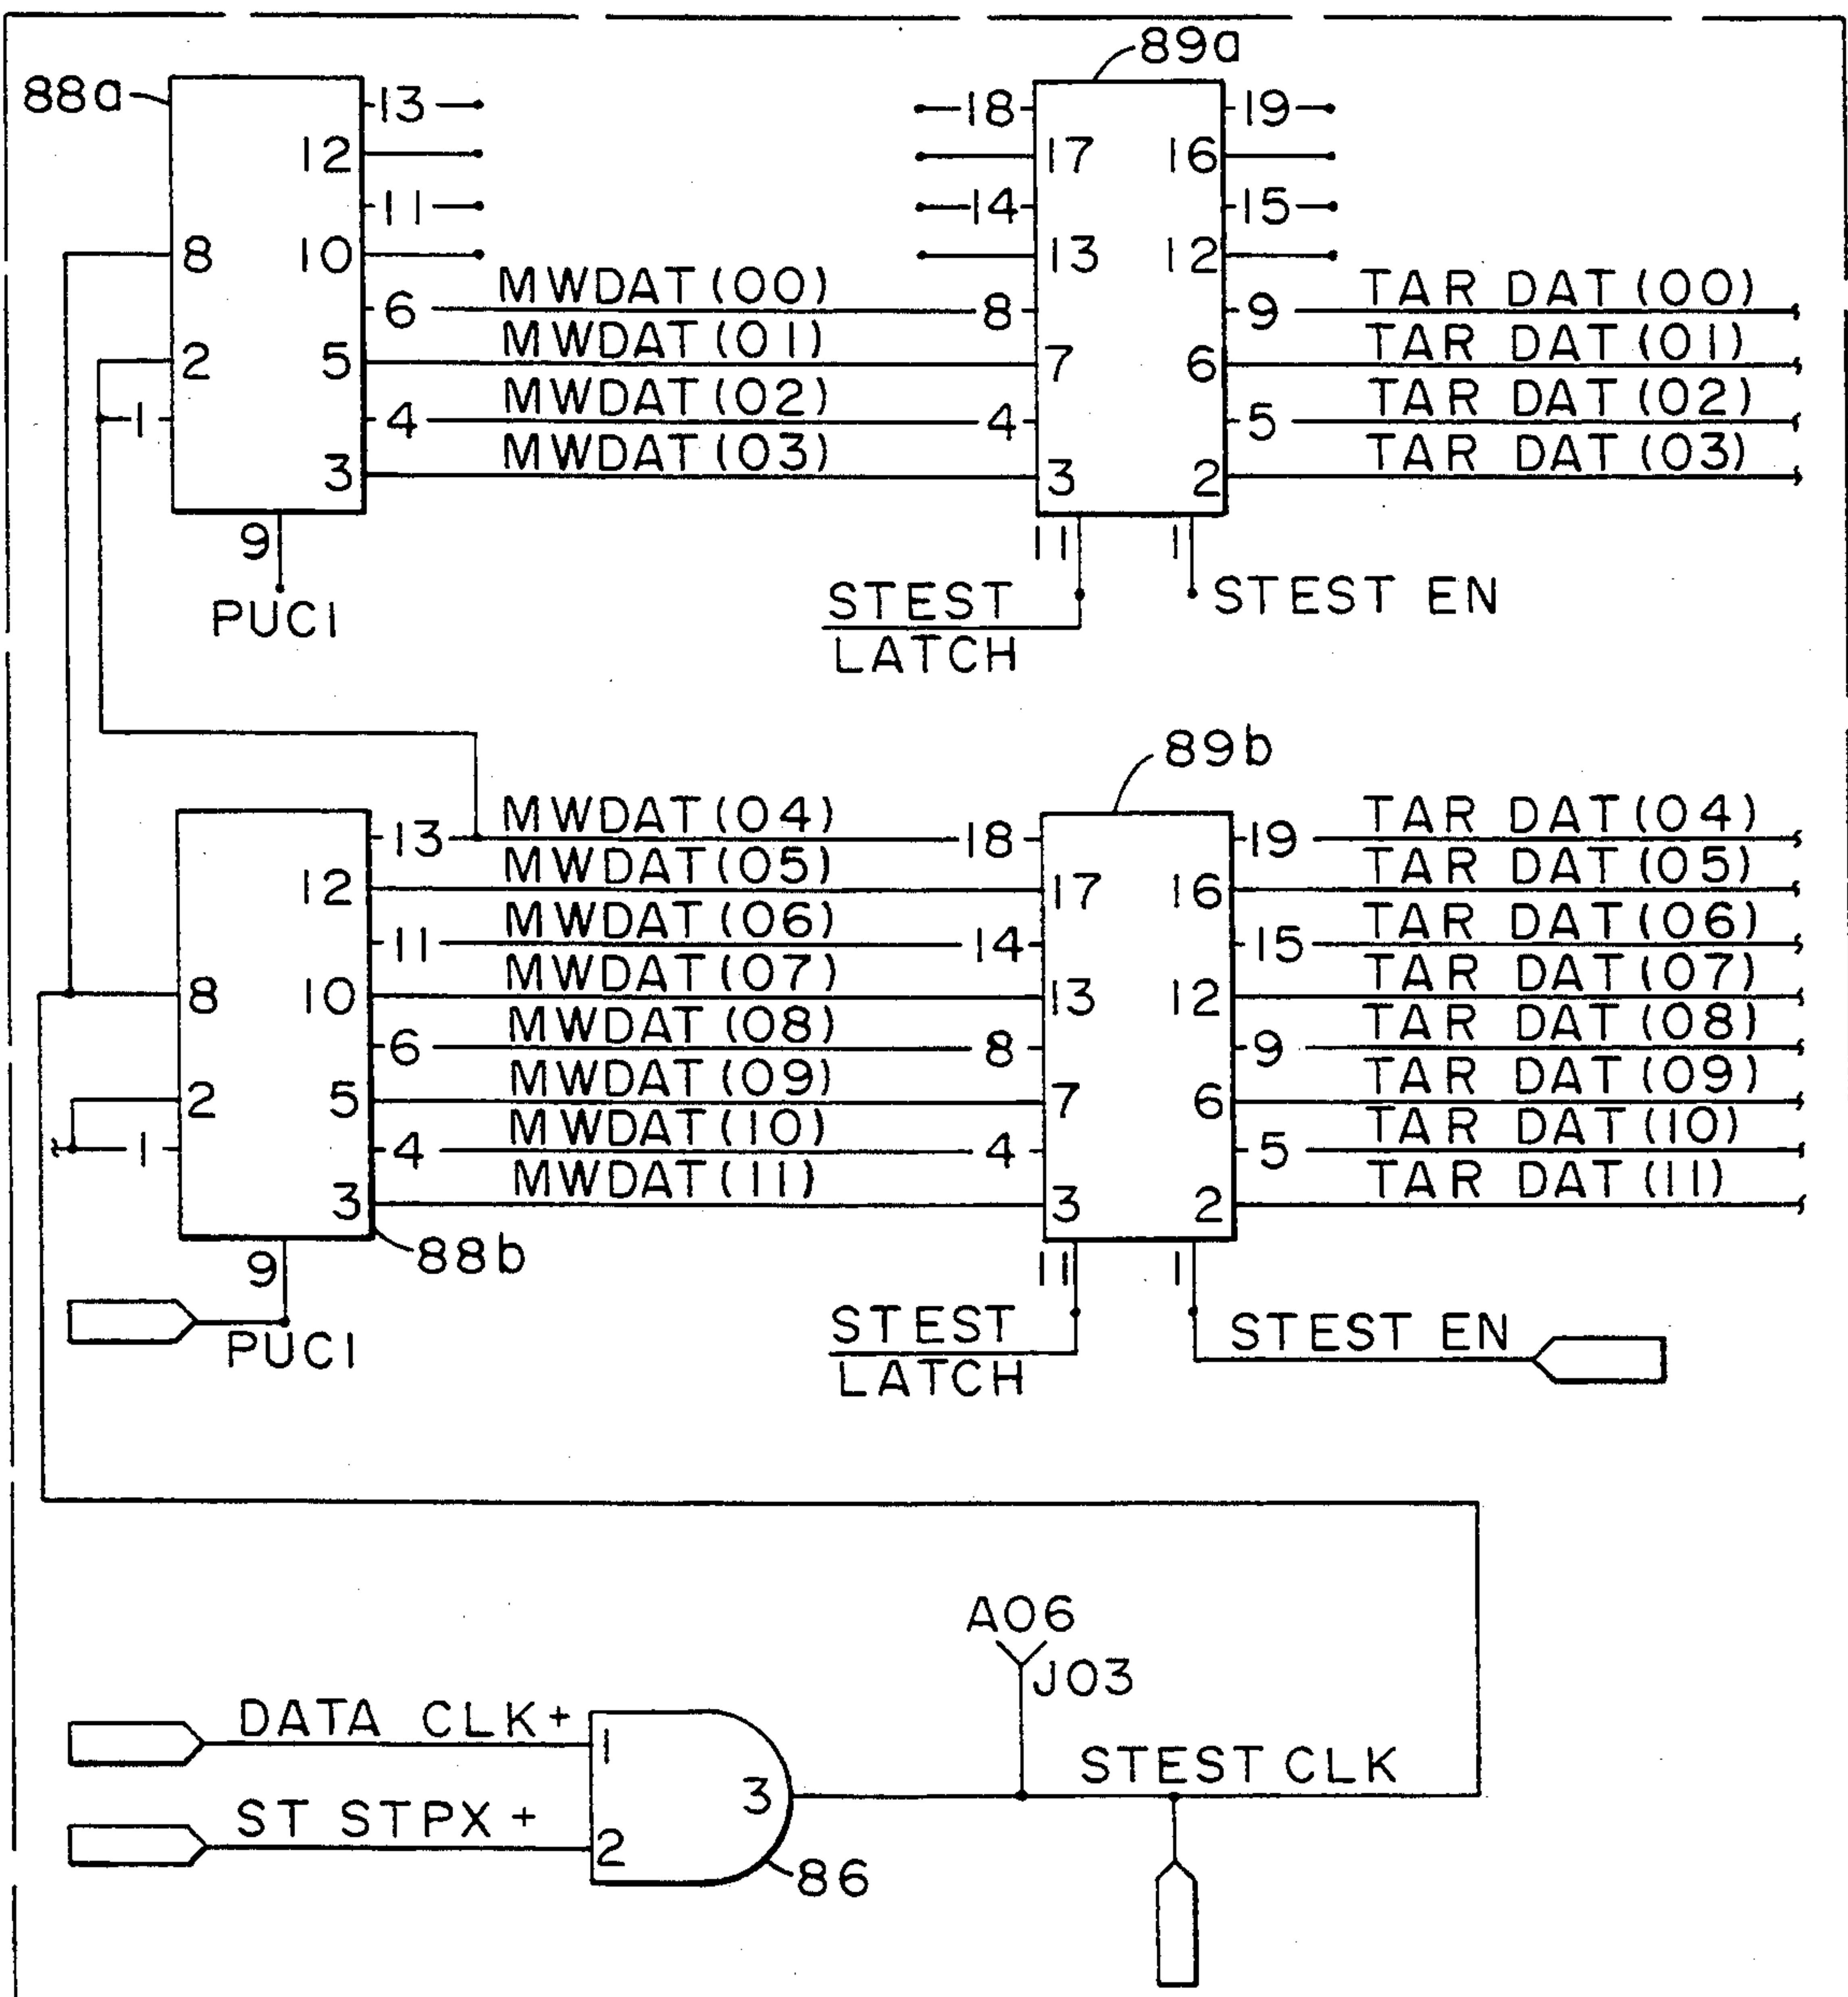 89a
88a
13 18 19
12 17 16
11 14 15
8 10 13 12
6 MWDAT(00) 8 9 TAR DAT(00)
2 5 MWDAT(01) 7 6 TAR DAT(01)
1 4 MWDAT(02) 4 5 TAR DAT(02)
3 MWDAT(03) 3 2 TAR DAT(03)
9 11 1
PUC1 STEST STEST EN
LATCH
89b
13 MWDAT(04) 18 19 TAR DAT(04)
12 MWDAT(05) 17 16 TAR DAT(05)
11 MWDAT(06) 14 15 TAR DAT(06)
8 10 MWDAT(07) 13 12 TAR DAT(07)
6 MWDAT(08) 8 9 TAR DAT(08)
2 5 MWDAT(09) 7 6 TAR DAT(09)
1 4 MWDAT(10) 4 5 TAR DAT(10)
3 MWDAT(11) 3 2 TAR DAT(11)
88b
9 11 1
PUC1 STEST STEST EN
LATCH
A06
J03
DATA CLK+ 1
3 STEST CLK
ST STPX+ 2
86